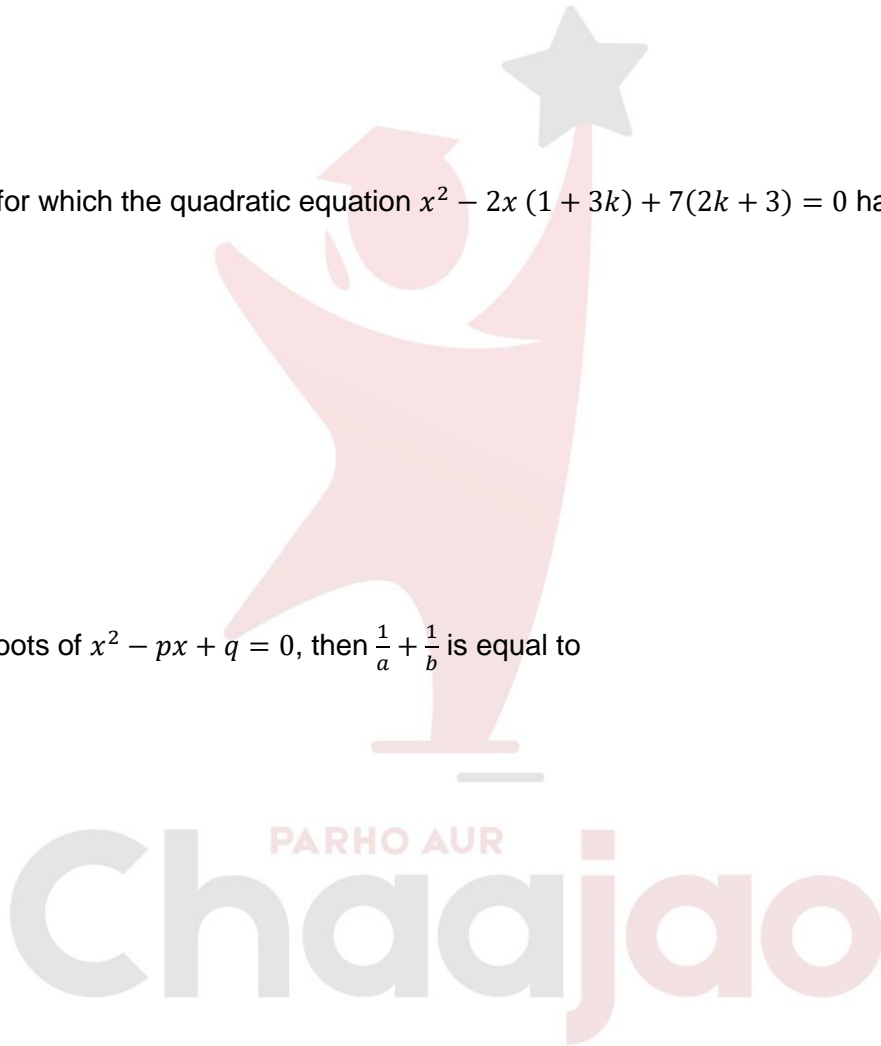 for which the quadratic equation 𝑥² − 2𝑥 (1 + 3𝑘) + 7(2𝑘 + 3) = 0 ha
oots of 𝑥² − 𝑝𝑥 + 𝑞 = 0, then 1/𝑎 + 1/𝑏 is equal to
PARHO AUR
Chaajao